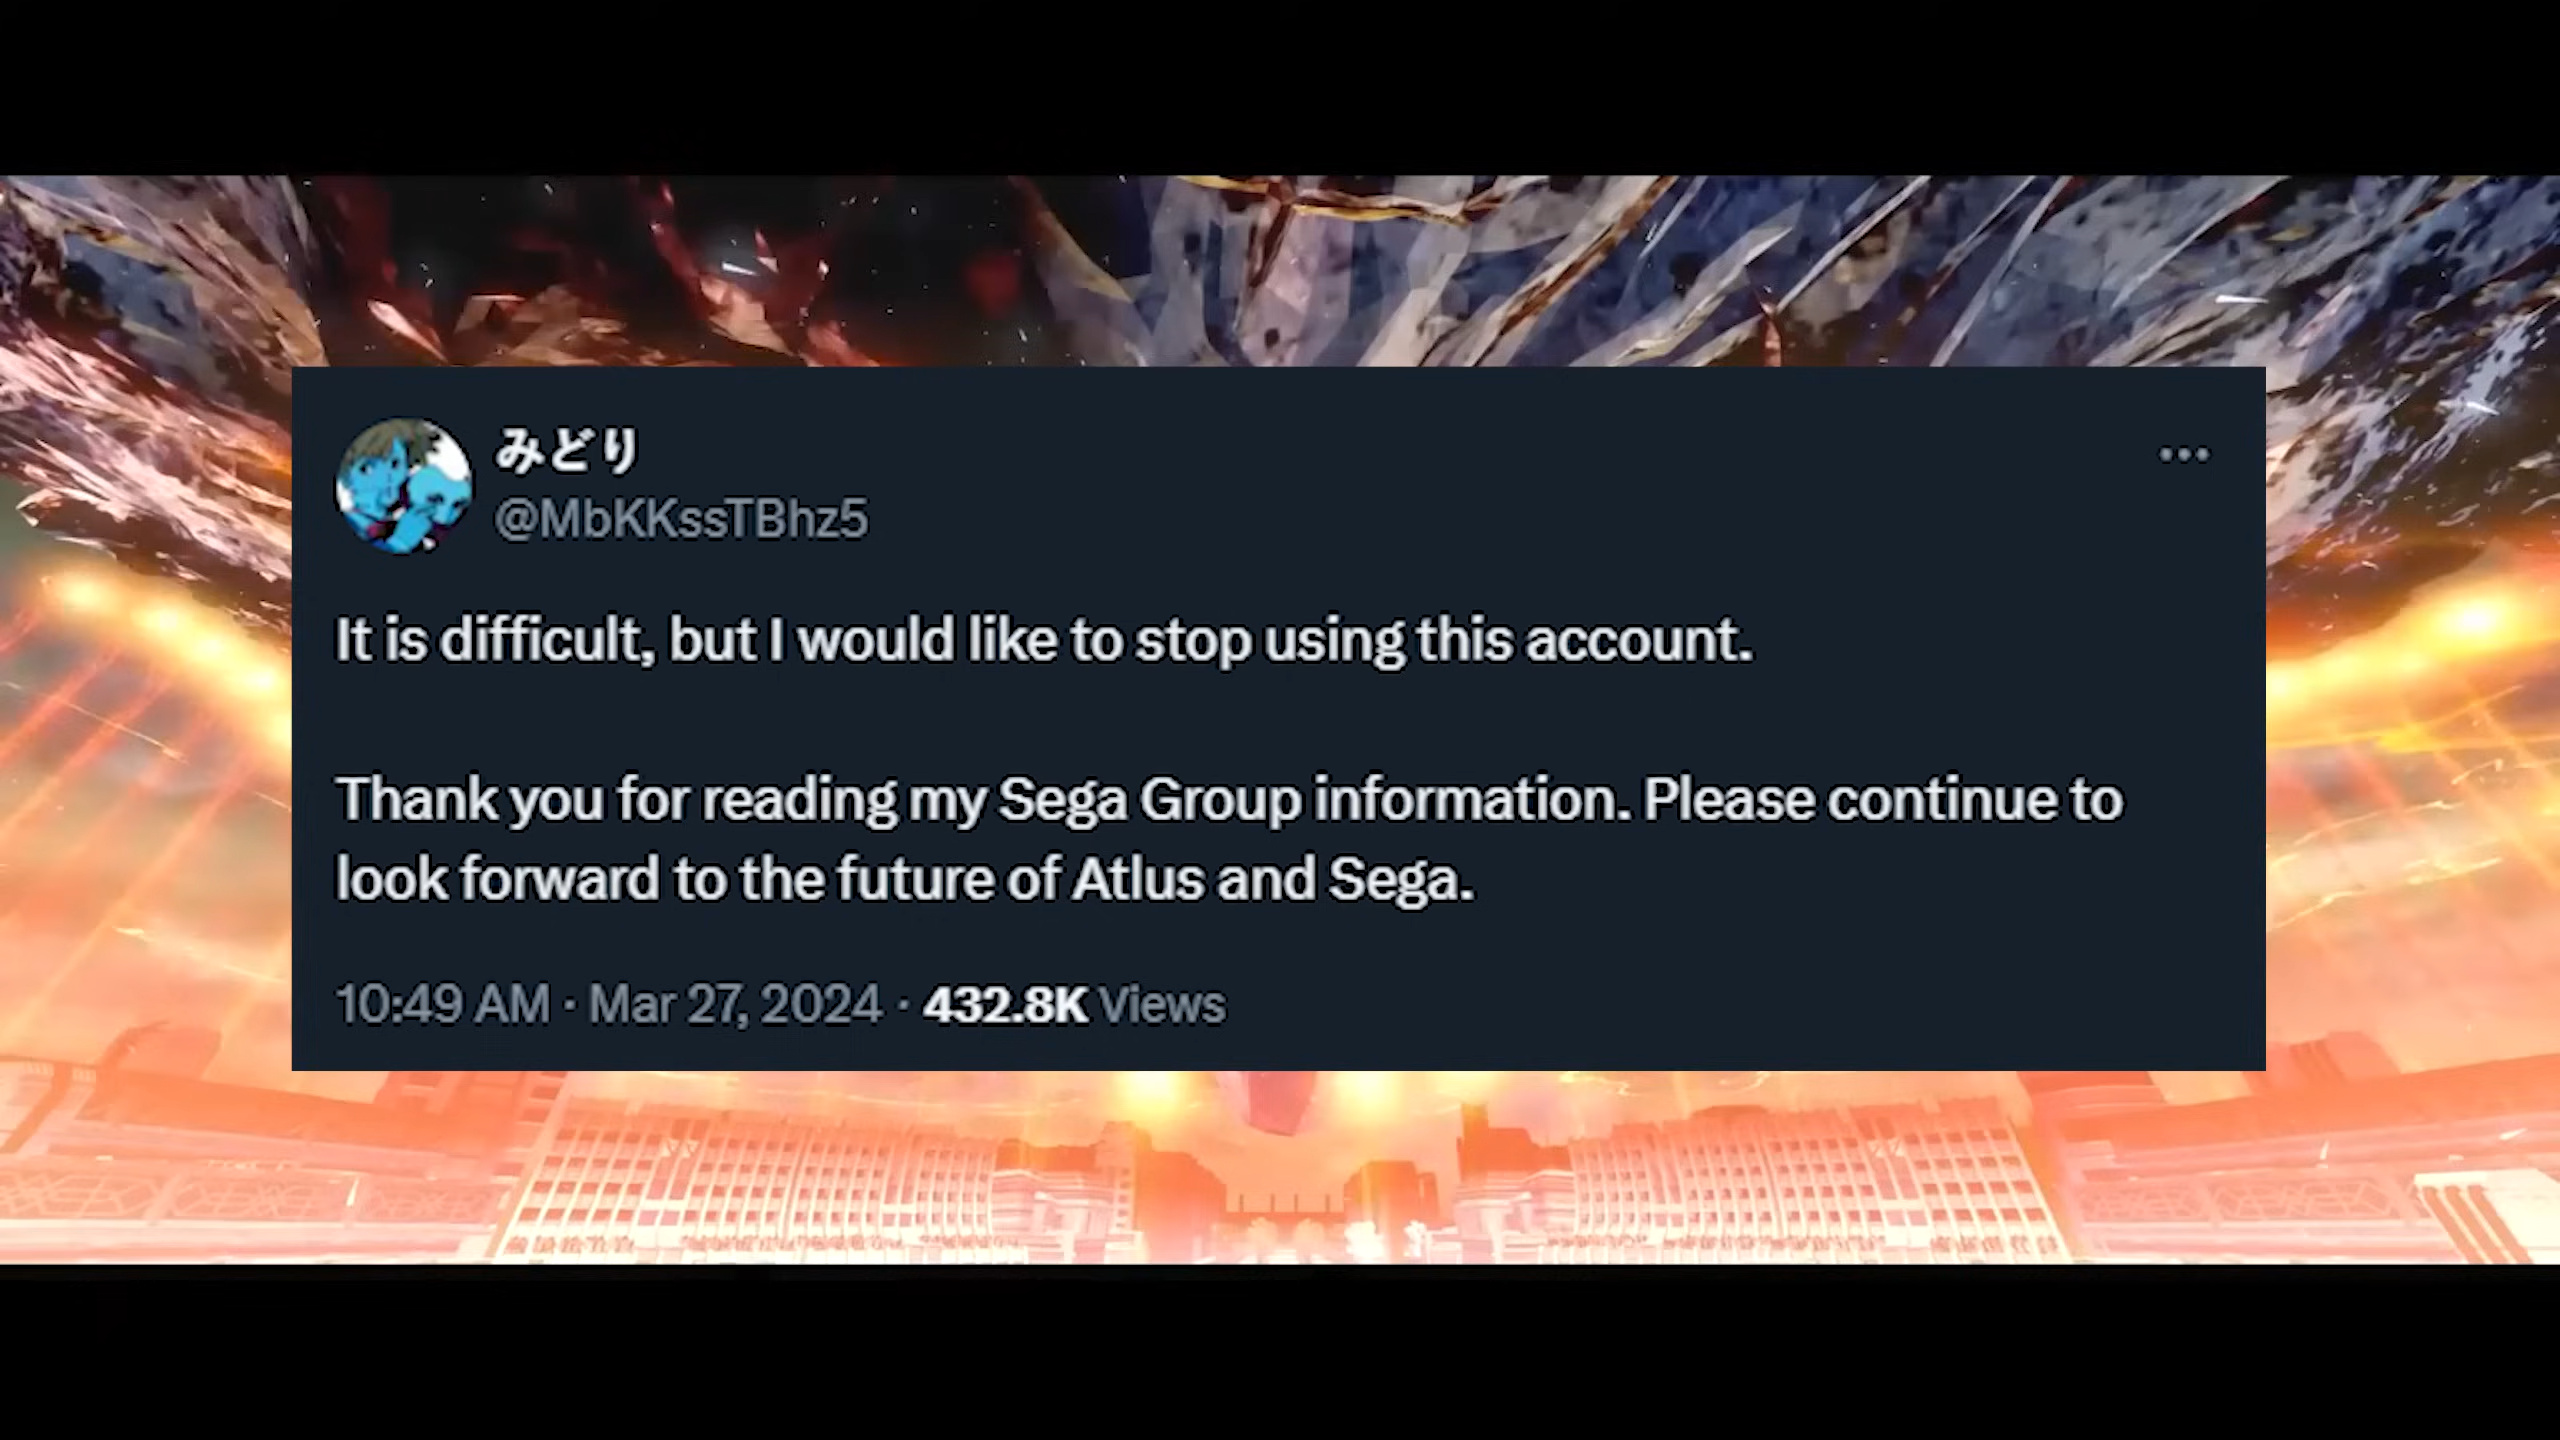 みどり
@MbKKssTBhz5
It is difficult, but I would like to stop using this account.
Thank you for reading my Sega Group information. Please continue to
look forward to the future of Atlus and Sega.
10:49 AM · Mar 27, 2024 · 432.8K Views